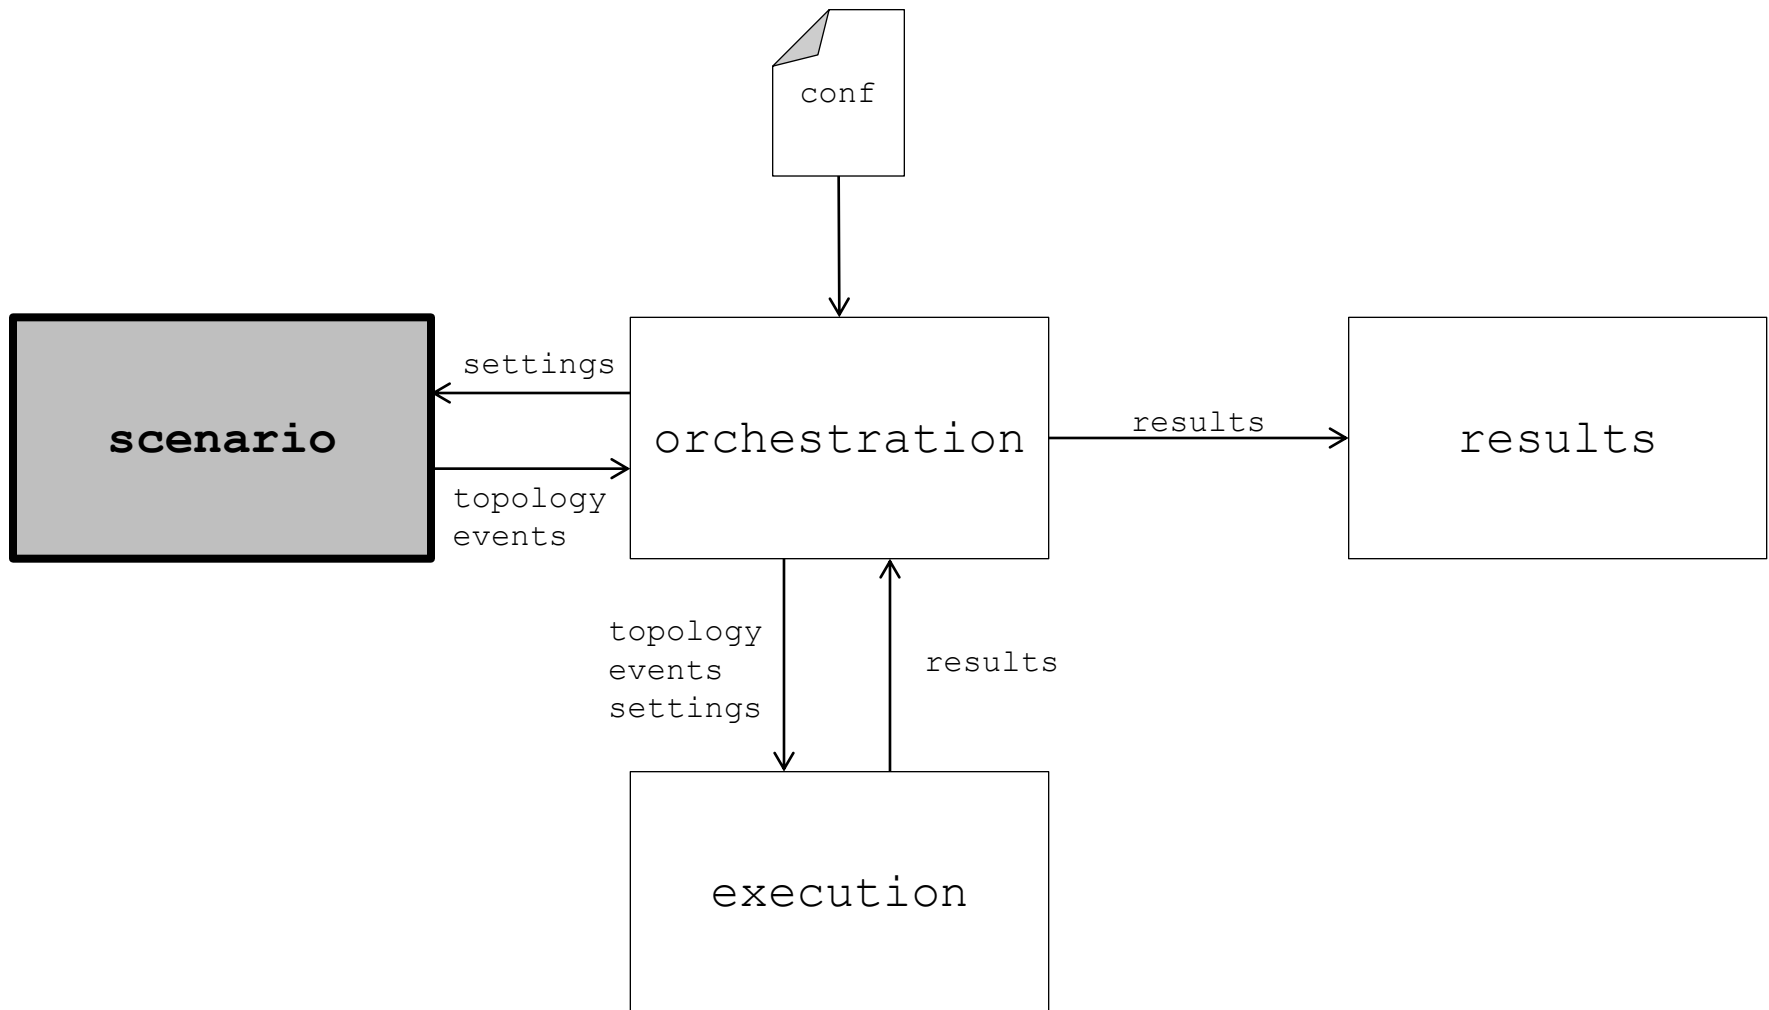 conf
settings
scenario
orchestration
results
results
topology
events
topology
events
settings
results
execution